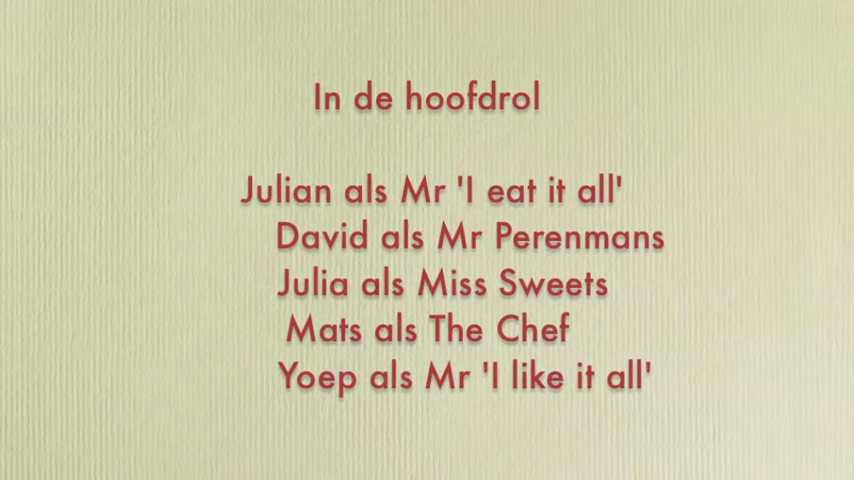 In de hoofdrol
Julian als Mr 'I eat it all'
David als Mr Perenmans
Julia als Miss Sweets
Mats als The Chef
Yoep als Mr 'I like it all'